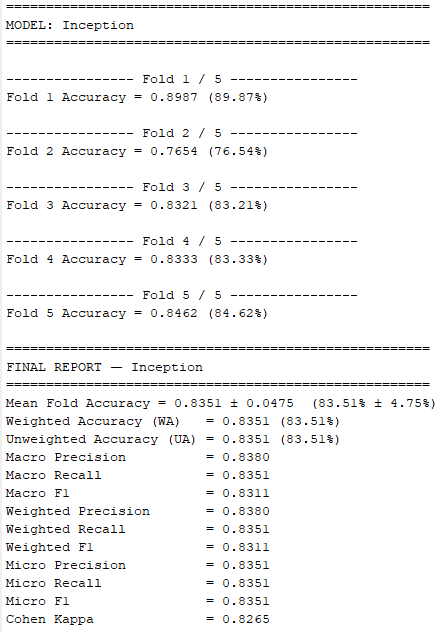 =====================================================
MODEL: Inception
=====================================================
---------------- Fold 1 / 5 ----------------
Fold 1 Accuracy = 0.8987 (89.87%)
---------------- Fold 2 / 5 ----------------
Fold 2 Accuracy = 0.7654 (76.54%)
---------------- Fold 3 / 5 ----------------
Fold 3 Accuracy = 0.8321 (83.21%)
---------------- Fold 4 / 5 ----------------
Fold 4 Accuracy = 0.8333 (83.33%)
---------------- Fold 5 / 5 ----------------
Fold 5 Accuracy = 0.8462 (84.62%)
=====================================================
FINAL REPORT — Inception
=====================================================
Mean Fold Accuracy = 0.8351 ± 0.0475  (83.51% ± 4.75%)
Weighted Accuracy (WA)   = 0.8351 (83.51%)
Unweighted Accuracy (UA) = 0.8351 (83.51%)
Macro Precision          = 0.8380
Macro Recall             = 0.8351
Macro F1                 = 0.8311
Weighted Precision       = 0.8380
Weighted Recall          = 0.8351
Weighted F1              = 0.8311
Micro Precision          = 0.8351
Micro Recall             = 0.8351
Micro F1                 = 0.8351
Cohen Kappa              = 0.8265